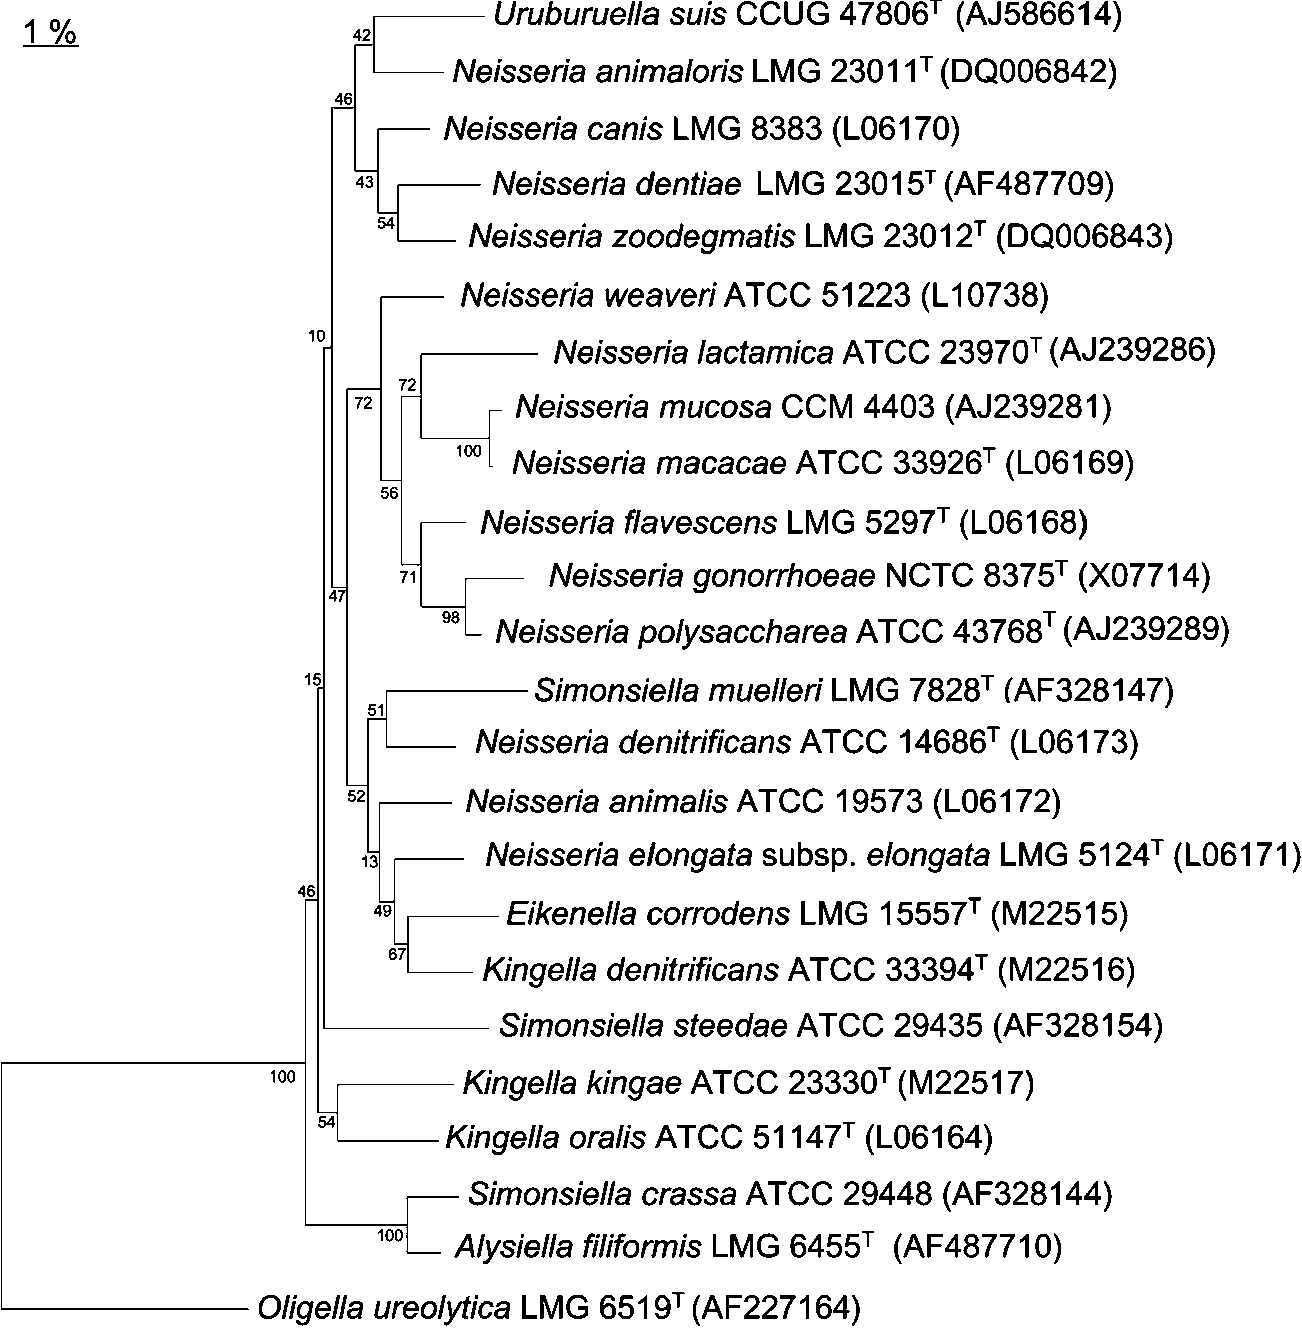 1 %
Uruburuella suis CCUG 47806ᵀ (AJ586614)
42
Neisseria animaloris LMG 23011ᵀ (DQ006842)
46
Neisseria canis LMG 8383 (L06170)
43
Neisseria dentiae LMG 23015ᵀ (AF487709)
54
Neisseria zoodegmatis LMG 23012ᵀ (DQ006843)
Neisseria weaveri ATCC 51223 (L10738)
10
Neisseria lactamica ATCC 23970ᵀ (AJ239286)
72
72
Neisseria mucosa CCM 4403 (AJ239281)
100
Neisseria macacae ATCC 33926ᵀ (L06169)
56
Neisseria flavescens LMG 5297ᵀ (L06168)
71
Neisseria gonorrhoeae NCTC 8375ᵀ (X07714)
47
98
Neisseria polysaccharea ATCC 43768ᵀ (AJ239289)
15
Simonsiella muelleri LMG 7828ᵀ (AF328147)
51
Neisseria denitrificans ATCC 14686ᵀ (L06173)
52
Neisseria animalis ATCC 19573 (L06172)
13
Neisseria elongata subsp. elongata LMG 5124ᵀ (L06171)
46
49
Eikenella corrodens LMG 15557ᵀ (M22515)
67
Kingella denitrificans ATCC 33394ᵀ (M22516)
Simonsiella steedae ATCC 29435 (AF328154)
100
Kingella kingae ATCC 23330ᵀ (M22517)
54
Kingella oralis ATCC 51147ᵀ (L06164)
Simonsiella crassa ATCC 29448 (AF328144)
100
Alysiella filiformis LMG 6455ᵀ (AF487710)
Oligella ureolytica LMG 6519ᵀ (AF227164)